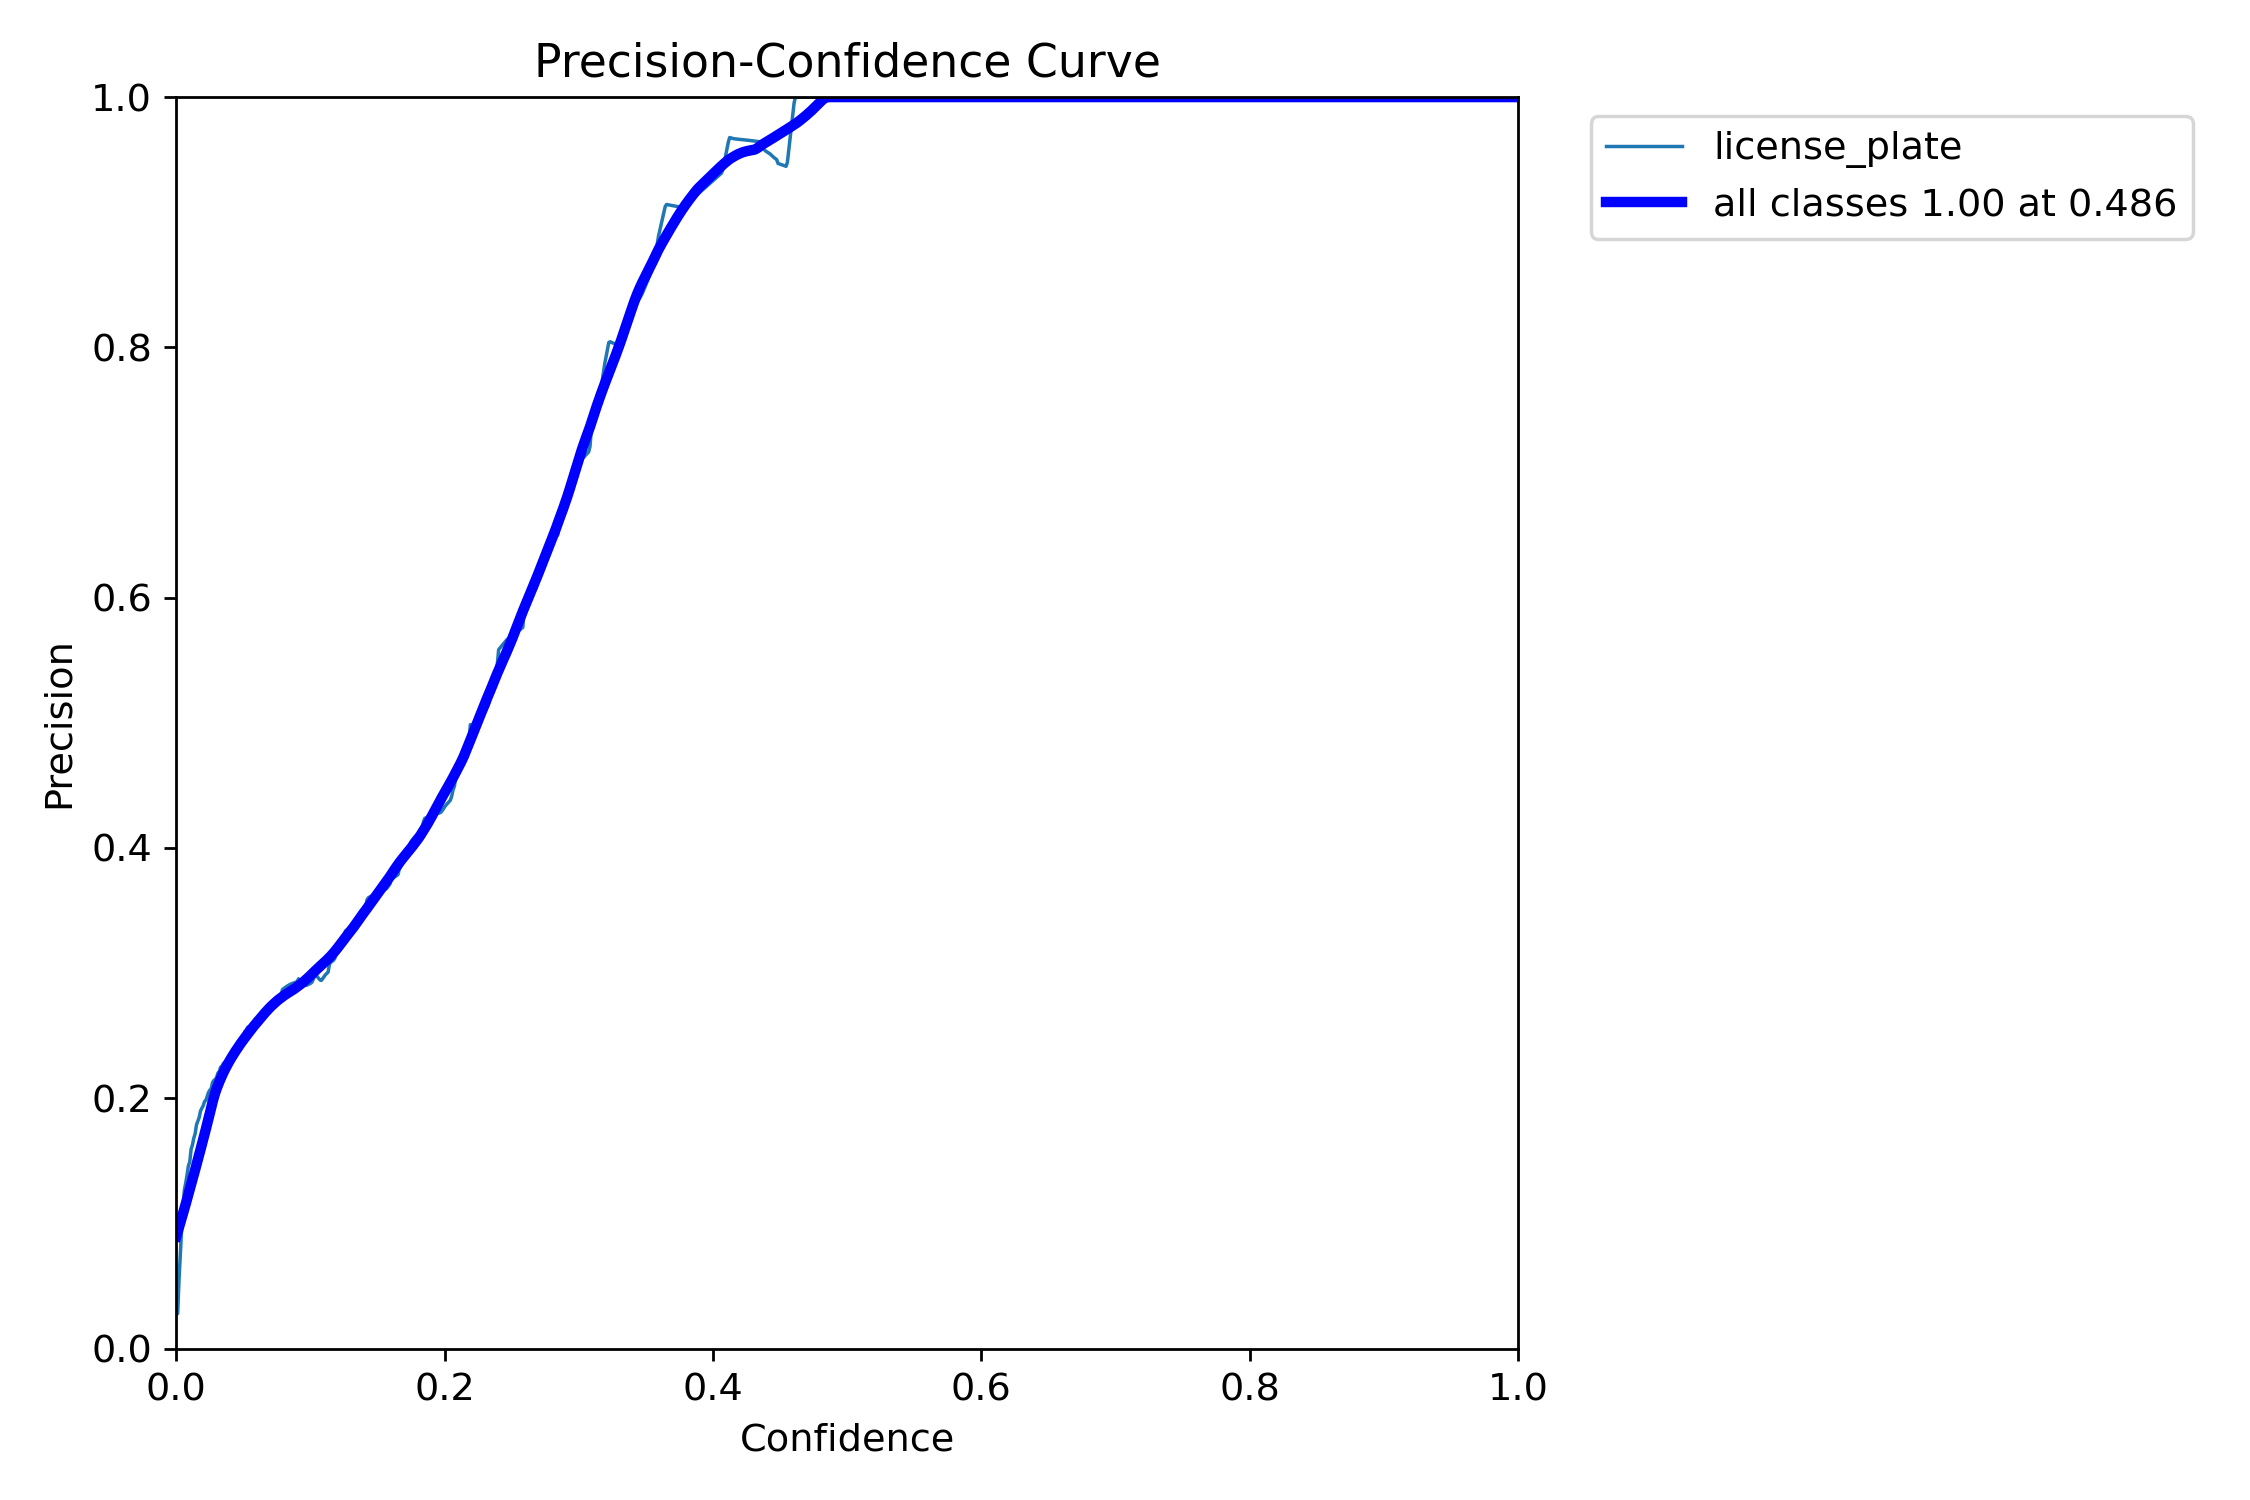 Precision-Confidence Curve
license_plate
all classes 1.00 at 0.486
Precision
1.0
0.8
0.6
0.4
0.2
0.0
0.0 0.2 0.4 0.6 0.8 1.0
Confidence